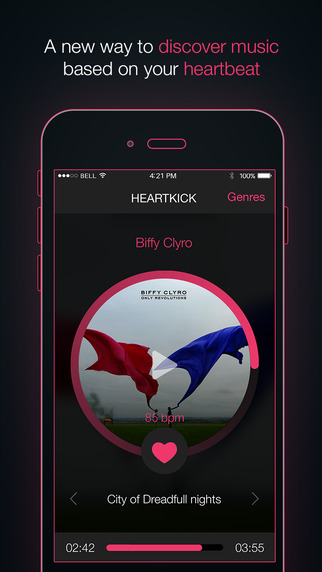 A new way to discover music
based on your heartbeat
BELL 4:21 PM 100%
HEARTKICK Genres
Biffy Clyro
BIFFY CLYRO
ONLY REVOLUTIONS
85 bpm
City of Dreadfull nights
02:42 03:55